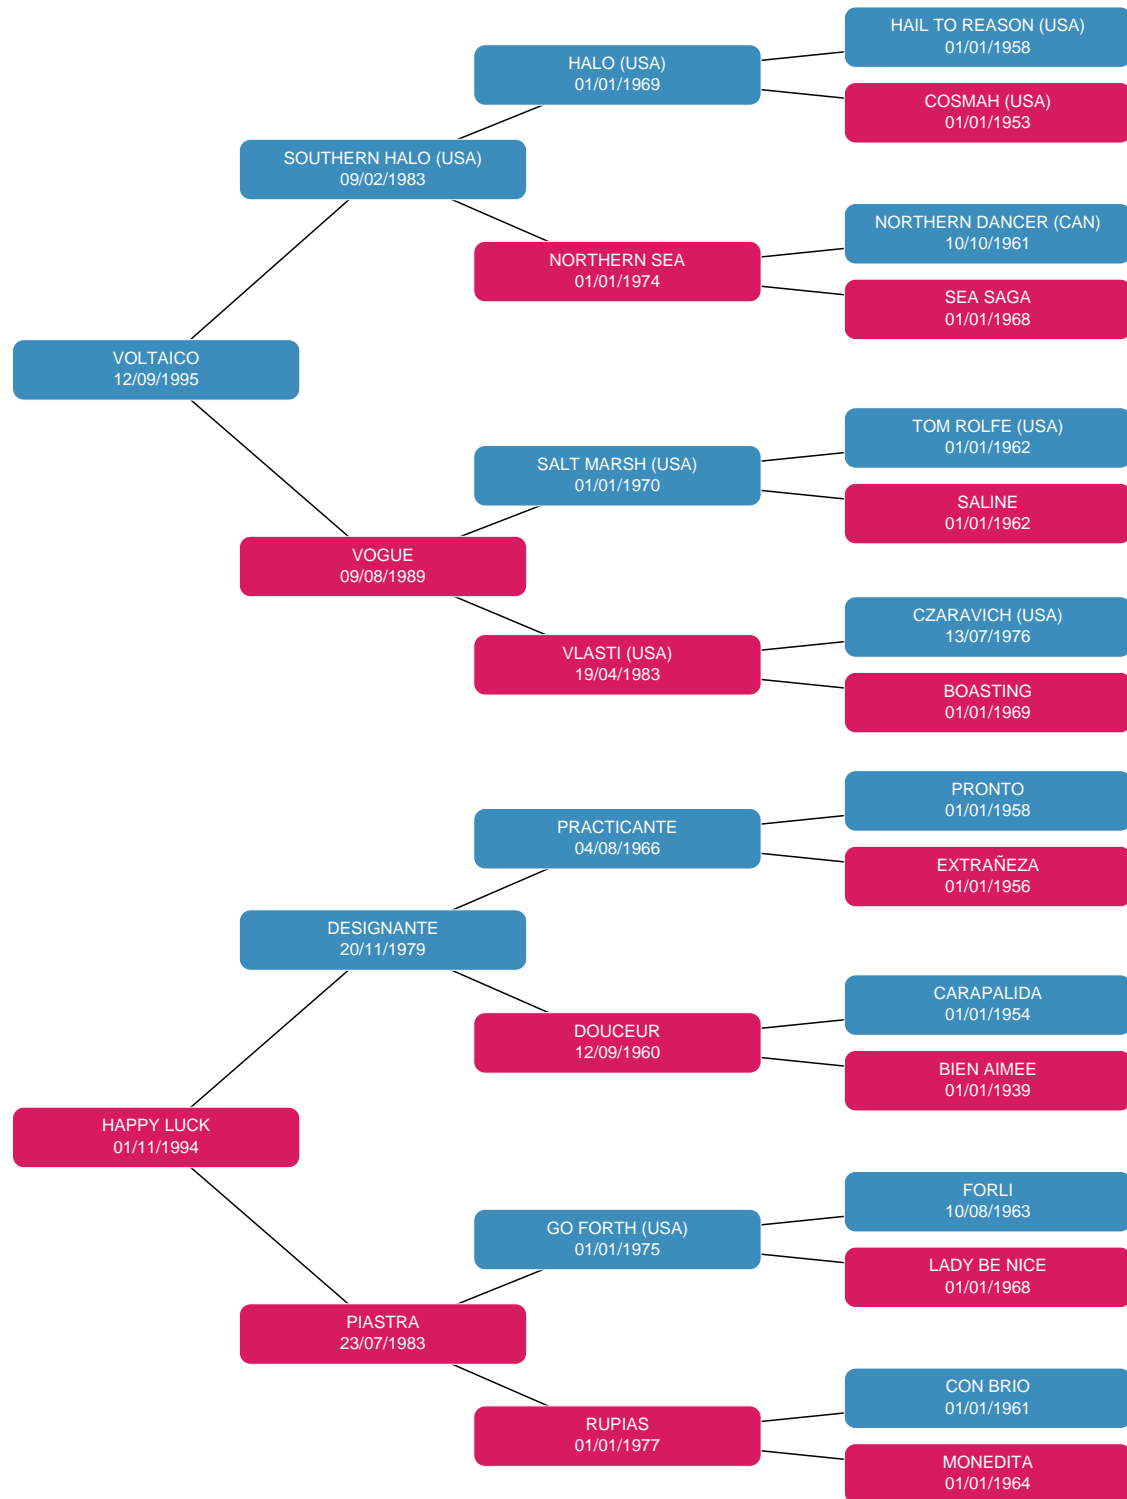 HAIL TO REASON (USA)
01/01/1958
HALO (USA)
01/01/1969
COSMAH (USA)
01/01/1953
SOUTHERN HALO (USA)
09/02/1983
NORTHERN DANCER (CAN)
10/10/1961
NORTHERN SEA
01/01/1974
SEA SAGA
01/01/1968
VOLTAICO
12/09/1995
TOM ROLFE (USA)
01/01/1962
SALT MARSH (USA)
01/01/1970
SALINE
01/01/1962
VOGUE
09/08/1989
CZARAVICH (USA)
13/07/1976
VLASTI (USA)
19/04/1983
BOASTING
01/01/1969
PRONTO
01/01/1958
PRACTICANTE
04/08/1966
EXTRAÑEZA
01/01/1956
DESIGNANTE
20/11/1979
CARAPALIDA
01/01/1954
DOUCEUR
12/09/1960
BIEN AIMEE
01/01/1939
HAPPY LUCK
01/11/1994
FORLI
10/08/1963
GO FORTH (USA)
01/01/1975
LADY BE NICE
01/01/1968
PIASTRA
23/07/1983
CON BRIO
01/01/1961
RUPIAS
01/01/1977
MONEDITA
01/01/1964